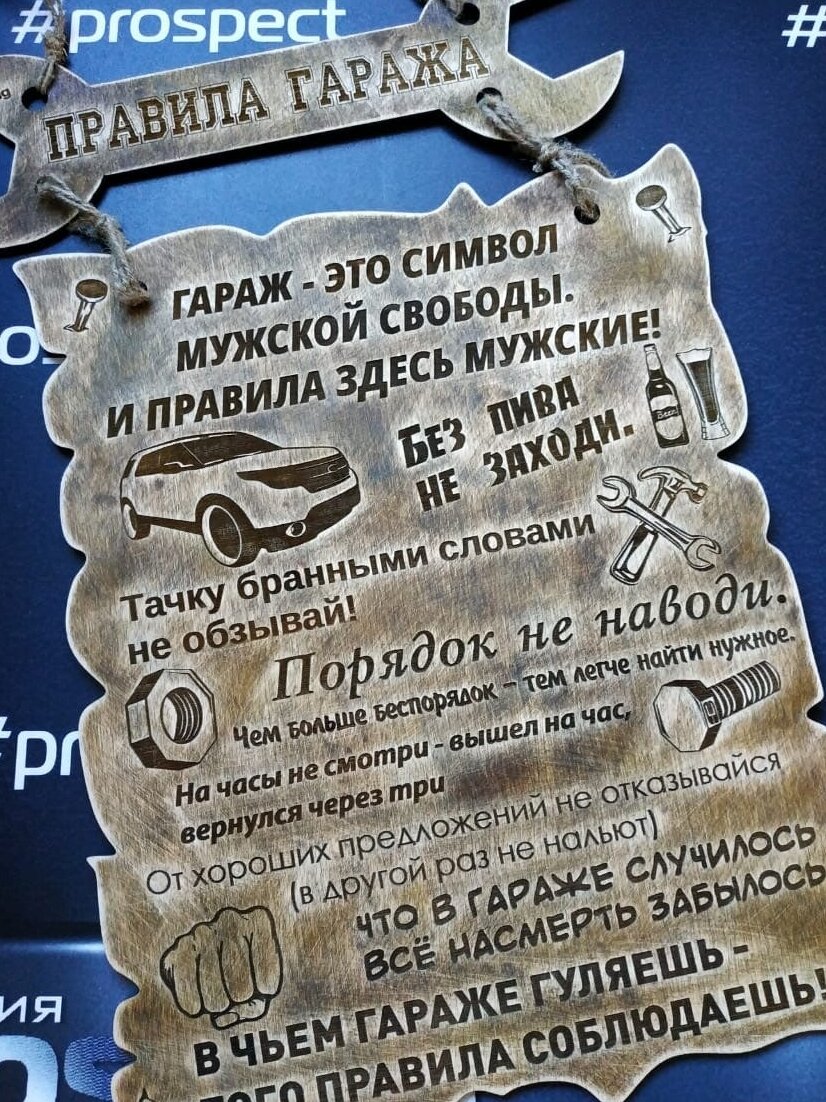 #prospect
#
ПРАВИЛА ГАРАЖА
ГАРАЖ - ЭТО СИМВОЛ
МУЖСКОЙ СВОБОДЫ.
И ПРАВИЛА ЗДЕСЬ МУЖСКИЕ!
БЕЗ ПИВА
НЕ ЗАХОДИ.
Beer
Тачку бранными словами
не обзывай!
Порядок не наводи.
Чем больше беспорядок - тем легче найти нужное.
На часы не смотри - вышел на час,
вернулся через три
От хороших предложений не отказывайся
(в другой раз не нальют)
ЧТО В ГАРАЖЕ СЛУЧИЛОСЬ
ВСЁ НАСМЕРТЬ ЗАБЫЛОСЬ
В ЧЬЕМ ГАРАЖЕ ГУЛЯЕШЬ -
ТОГО ПРАВИЛА СОБЛЮДАЕШЬ!